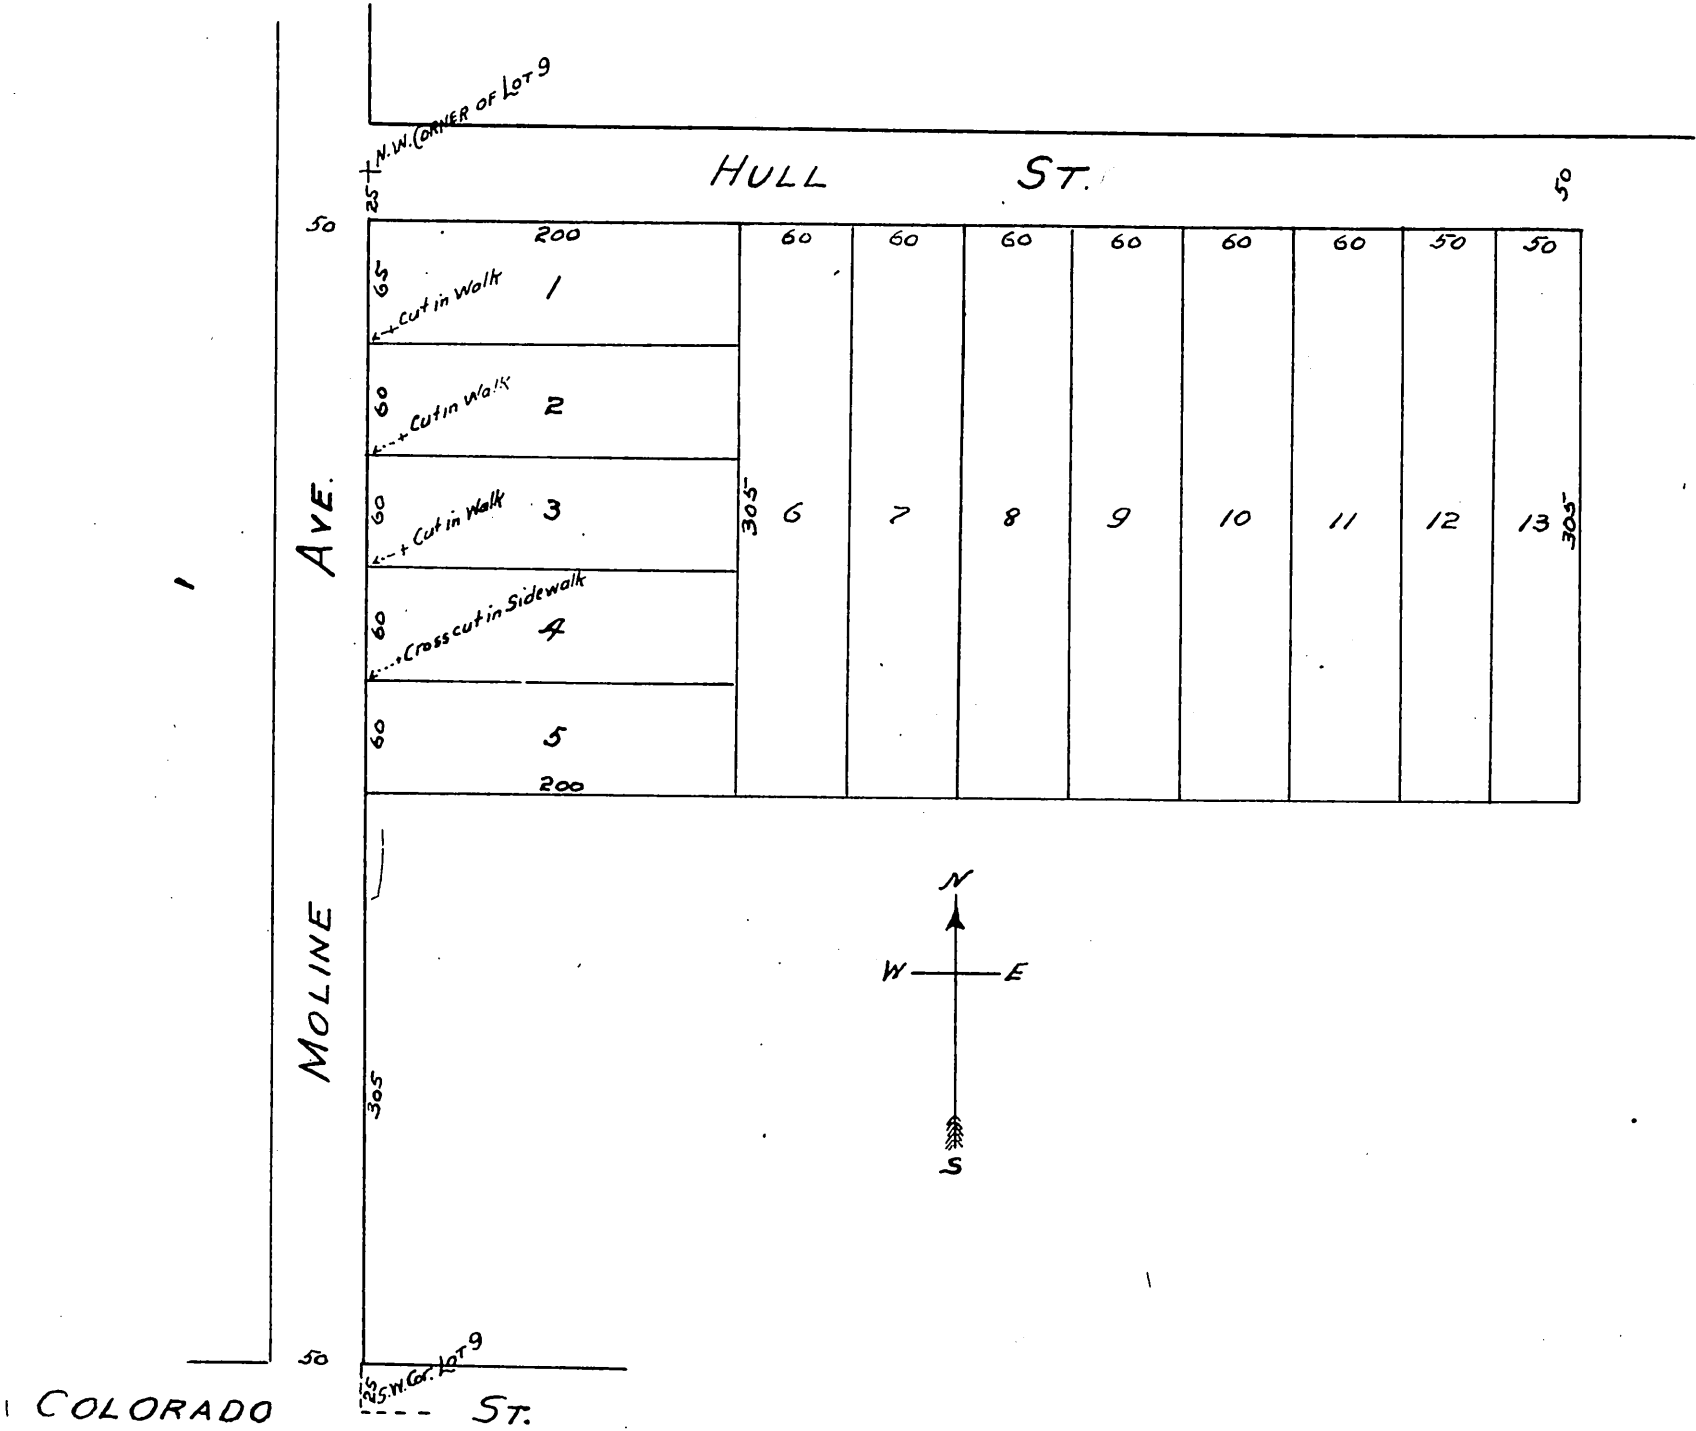 N.W. CORNER OF LOT 9
HULL ST.
25
50
50
200
60 60 60 60 60 60 50 50
65
Cut in Walk
1
60
Cut in Walk
2
60
Cut in Walk
3
305
6 7 8 9 10 11 12 13
305
60
Cross cut in Sidewalk
4
60
5
200
MOLINE AVE.
N
W E
S
305
50
25
S.W. Cor. LOT 9
COLORADO ST.